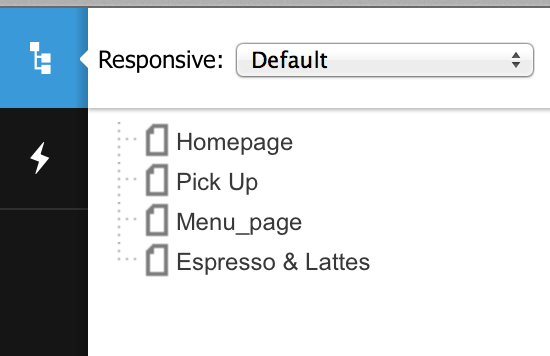 Responsive: Default
Homepage
Pick Up
Menu_page
Espresso & Lattes